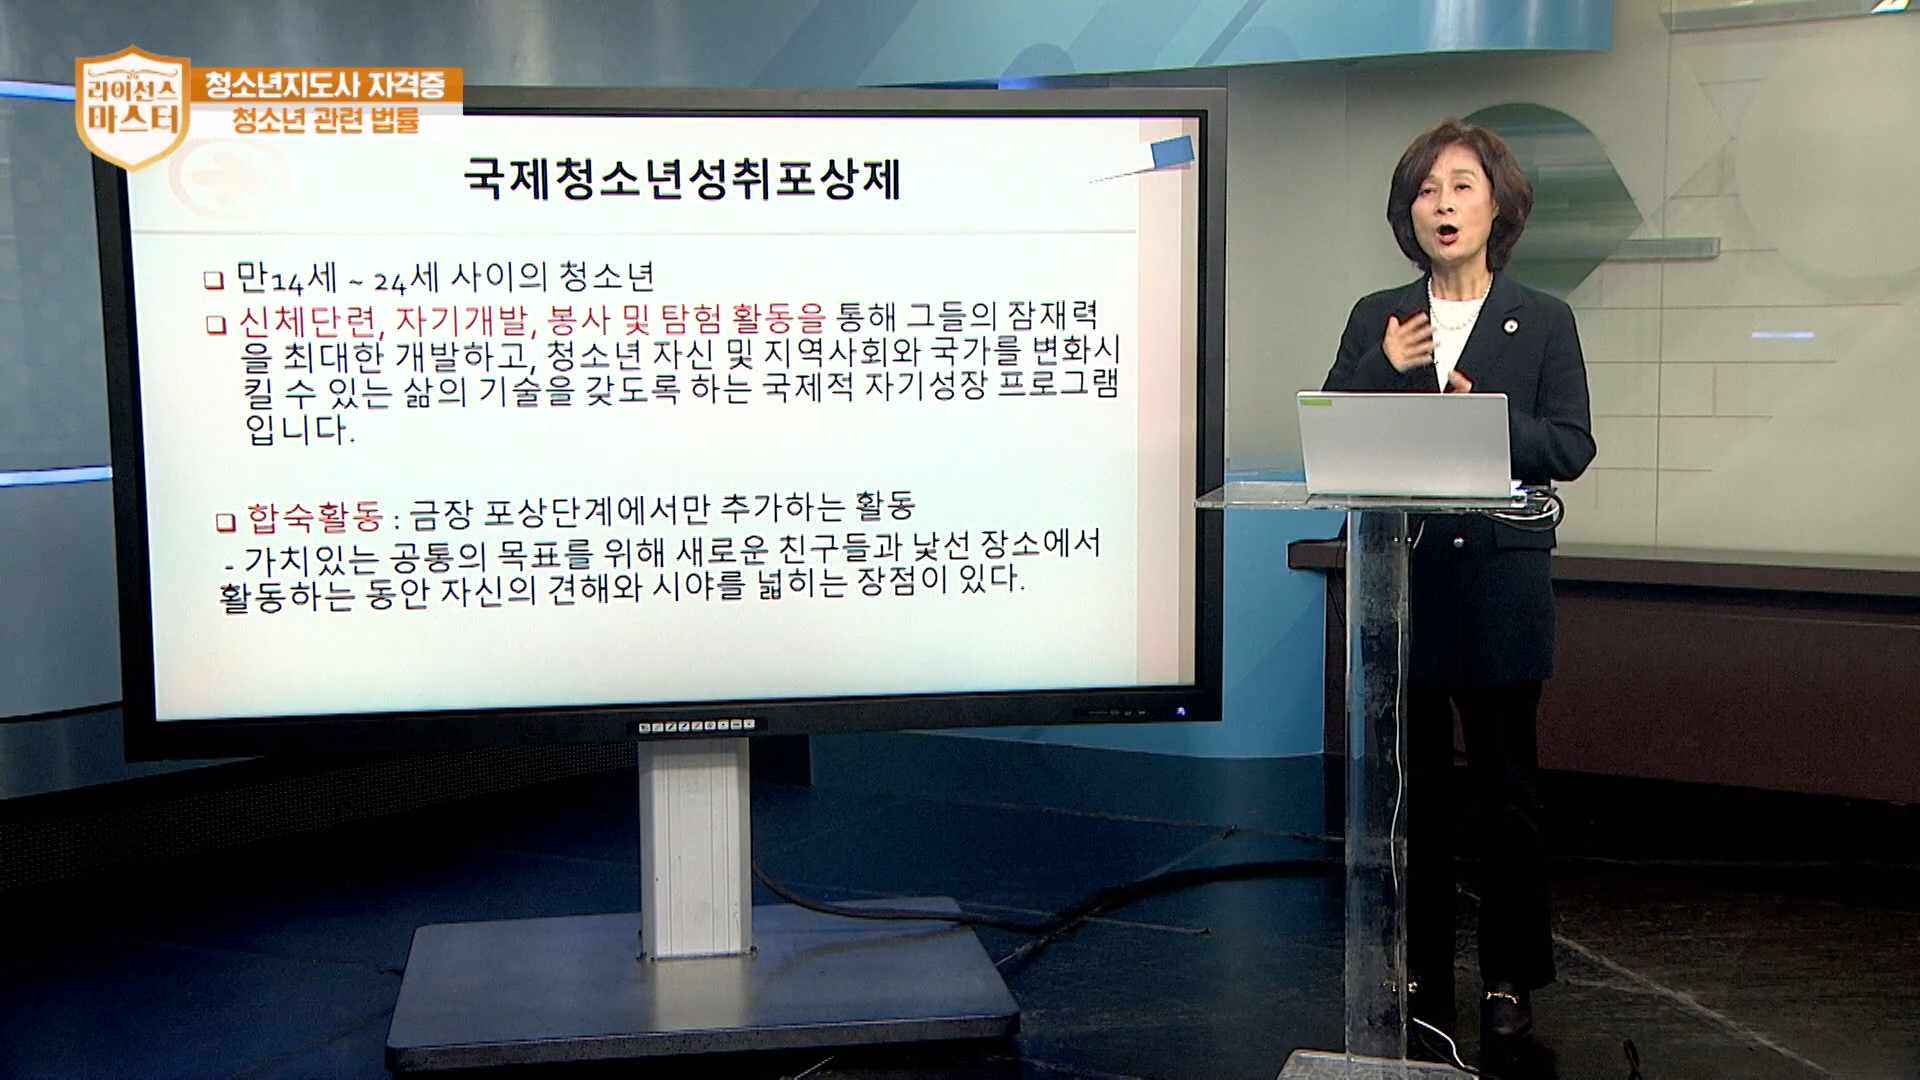 라이선스
마스터
청소년지도사 자격증
청소년 관련 법률
국제청소년성취포상제
만14세 ~ 24세 사이의 청소년
신체단련, 자기개발, 봉사 및 탐험 활동을 통해 그들의 잠재력
을 최대한 개발하고, 청소년 자신 및 지역사회와 국가를 변화시
킬 수 있는 삶의 기술을 갖도록 하는 국제적 자기성장 프로그램
입니다.
합숙활동 : 금장 포상단계에서만 추가하는 활동
- 가치있는 공통의 목표를 위해 새로운 친구들과 낯선 장소에서
활동하는 동안 자신의 견해와 시야를 넓히는 장점이 있다.